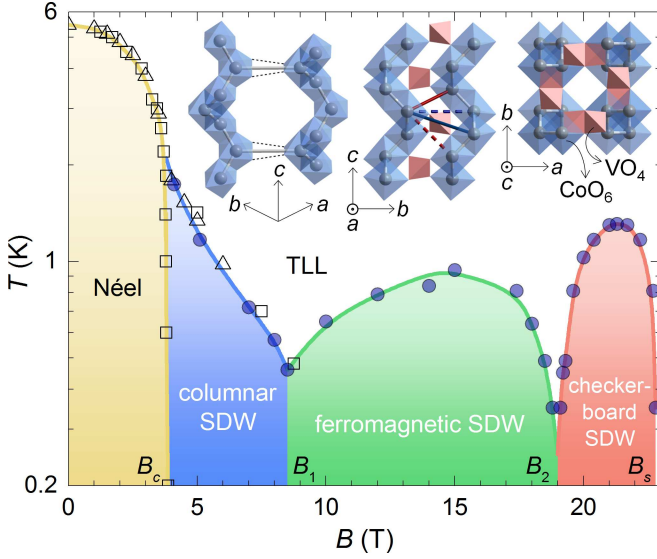 6
1
0.2
T (K)
c
b
a
c
a
b
b
c
a
VO4
CoO6
TLL
Néel
columnar
SDW
ferromagnetic SDW
checker-
board
SDW
Bc
B1
B2
Bs
0
5
10
15
20
B (T)